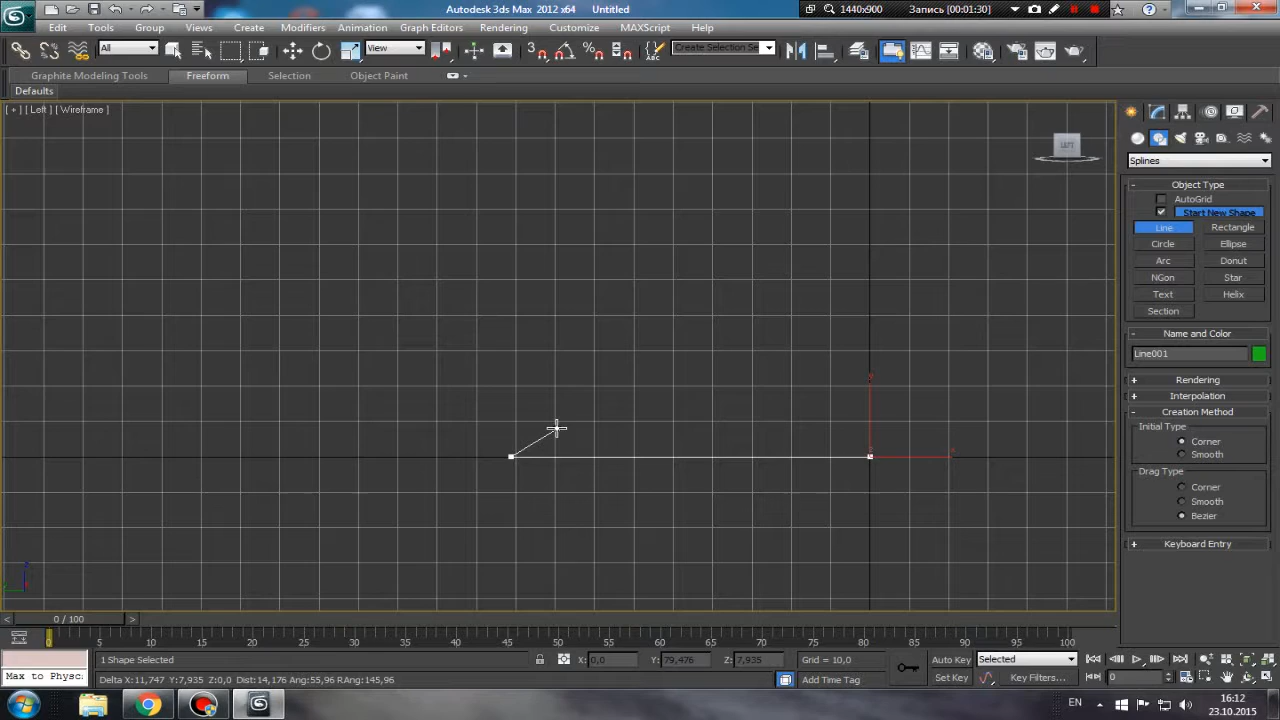 Autodesk 3ds Max 2012 x64 Untitled
1440x900 Запись [00:01:30]
Edit Tools Group Views Create Modifiers Animation Graph Editors Rendering Customize MAXScript Help
All View Create Selection Se
Graphite Modeling Tools Freeform Selection Object Paint
Defaults
[ + ] [ Left ] [ Wireframe ]
LEFT
Splines
- Object Type
AutoGrid
Start New Shape
Line Rectangle
Circle Ellipse
Arc Donut
NGon Star
Text Helix
Section
- Name and Color
Line001
+ Rendering
+ Interpolation
- Creation Method
Initial Type
Corner
Smooth
Drag Type
Corner
Smooth
Bezier
+ Keyboard Entry
< 0 / 100 >
0 5 10 15 20 25 30 35 40 45 50 55 60 65 70 75 80 85 90 95 100
1 Shape Selected X: 0,0 Y: 79,476 Z: 7,935 Grid = 10,0 Auto Key Selected
Max to Physc: Delta X:11,747 Y:7,935 Z:0,0 Dist:14,176 Ang:55,96 RAng:145,96 Add Time Tag Set Key Key Filters... 0
EN 16:12
23.10.2015